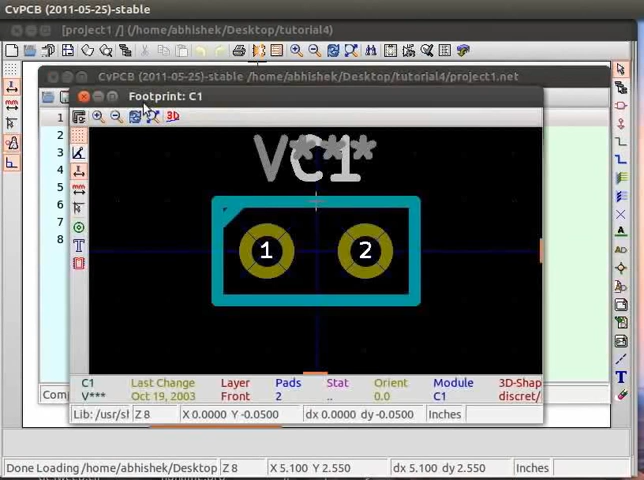 CvPCB (2011-05-25)-stable
[project1 /] (/home/abhishek/Desktop/tutorial4)
CvPCB (2011-05-25)-stable /home/abhishek/Desktop/tutorial4/project1.net
Footprint: C1
3D
1
2
3
4
5
6
7
8
V***
C1
1
2
C1 Last Change Layer Pads Stat Orient Module 3D-Shap
V*** Oct 19, 2003 Front 2 .. 0.0 C1 discret/
Com
Lib: /usr/sh Z 8 X 0.0000 Y -0.0500 dx 0.0000 dy -0.0500 Inches
Done Loading /home/abhishek/Desktop Z 8 X 5.100 Y 2.550 dx 5.100 dy 2.550 Inches